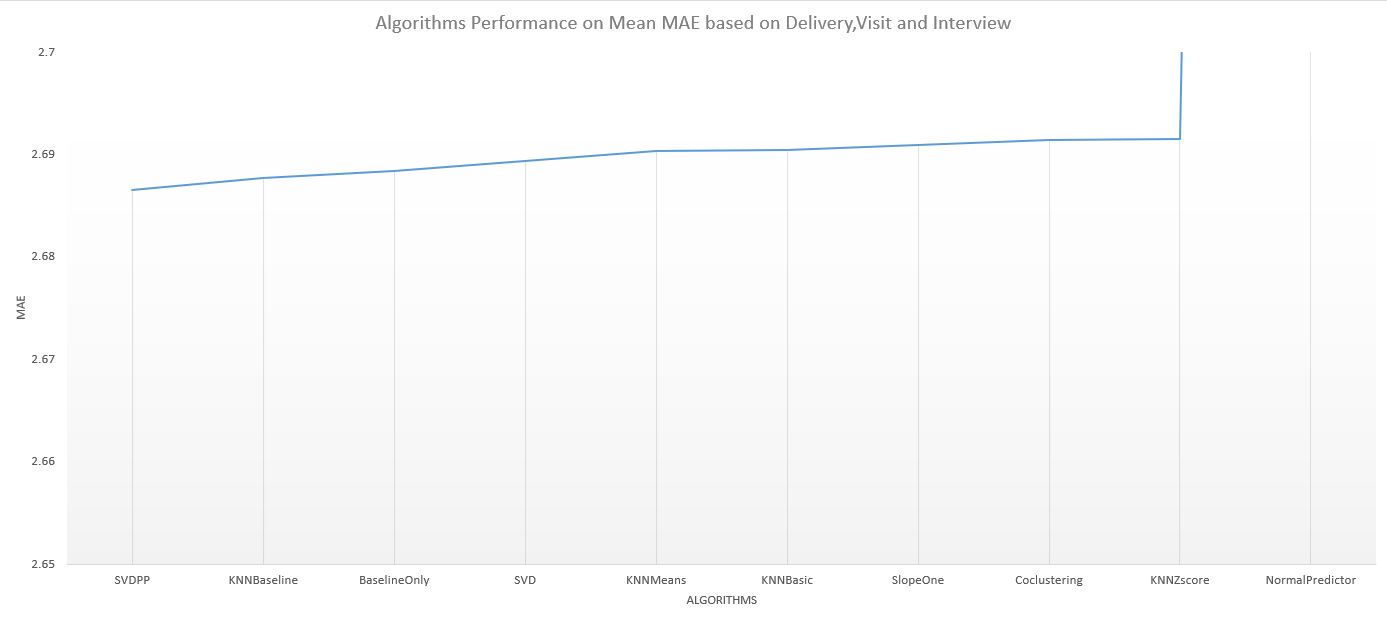 Algorithms Performance on Mean MAE based on Delivery,Visit and Interview
2.7
2.69
2.68
2.67
2.66
2.65
MAE
SVDPP KNNBaseline BaselineOnly SVD KNNMeans KNNBasic SlopeOne Coclustering KNNZscore NormalPredictor
ALGORITHMS